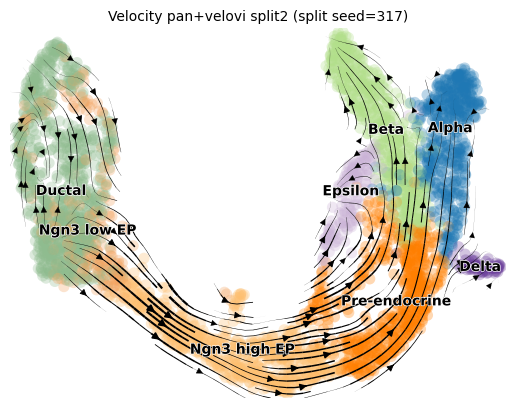 Velocity pan+velovi split2 (split seed=317)
Beta
Alpha
Ductal
Epsilon
Ngn3 low EP
Delta
Pre-endocrine
Ngn3 high EP